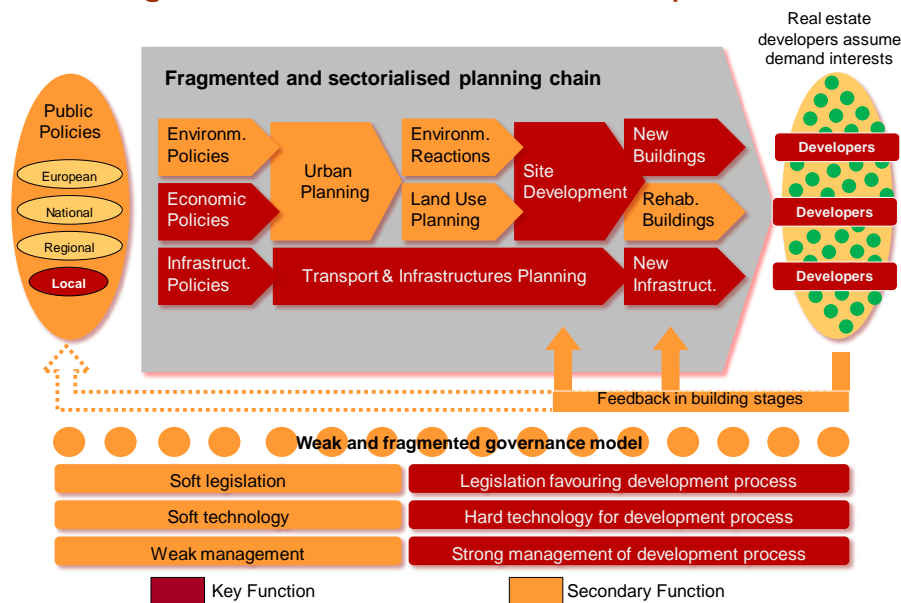 Real estate
developers assume
demand interests
Fragmented and sectorialised planning chain
Public
Policies
European
National
Regional
Local
Environm.
Policies
Economic
Policies
Infrastruct.
Policies
Urban
Planning
Environm.
Reactions
Land Use
Planning
Transport & Infrastructures Planning
Site
Development
New
Buildings
Rehab.
Buildings
New
Infrastruct.
Developers
Developers
Developers
Feedback in building stages
Weak and fragmented governance model
Soft legislation
Legislation favouring development process
Soft technology
Hard technology for development process
Weak management
Strong management of development process
Key Function
Secondary Function